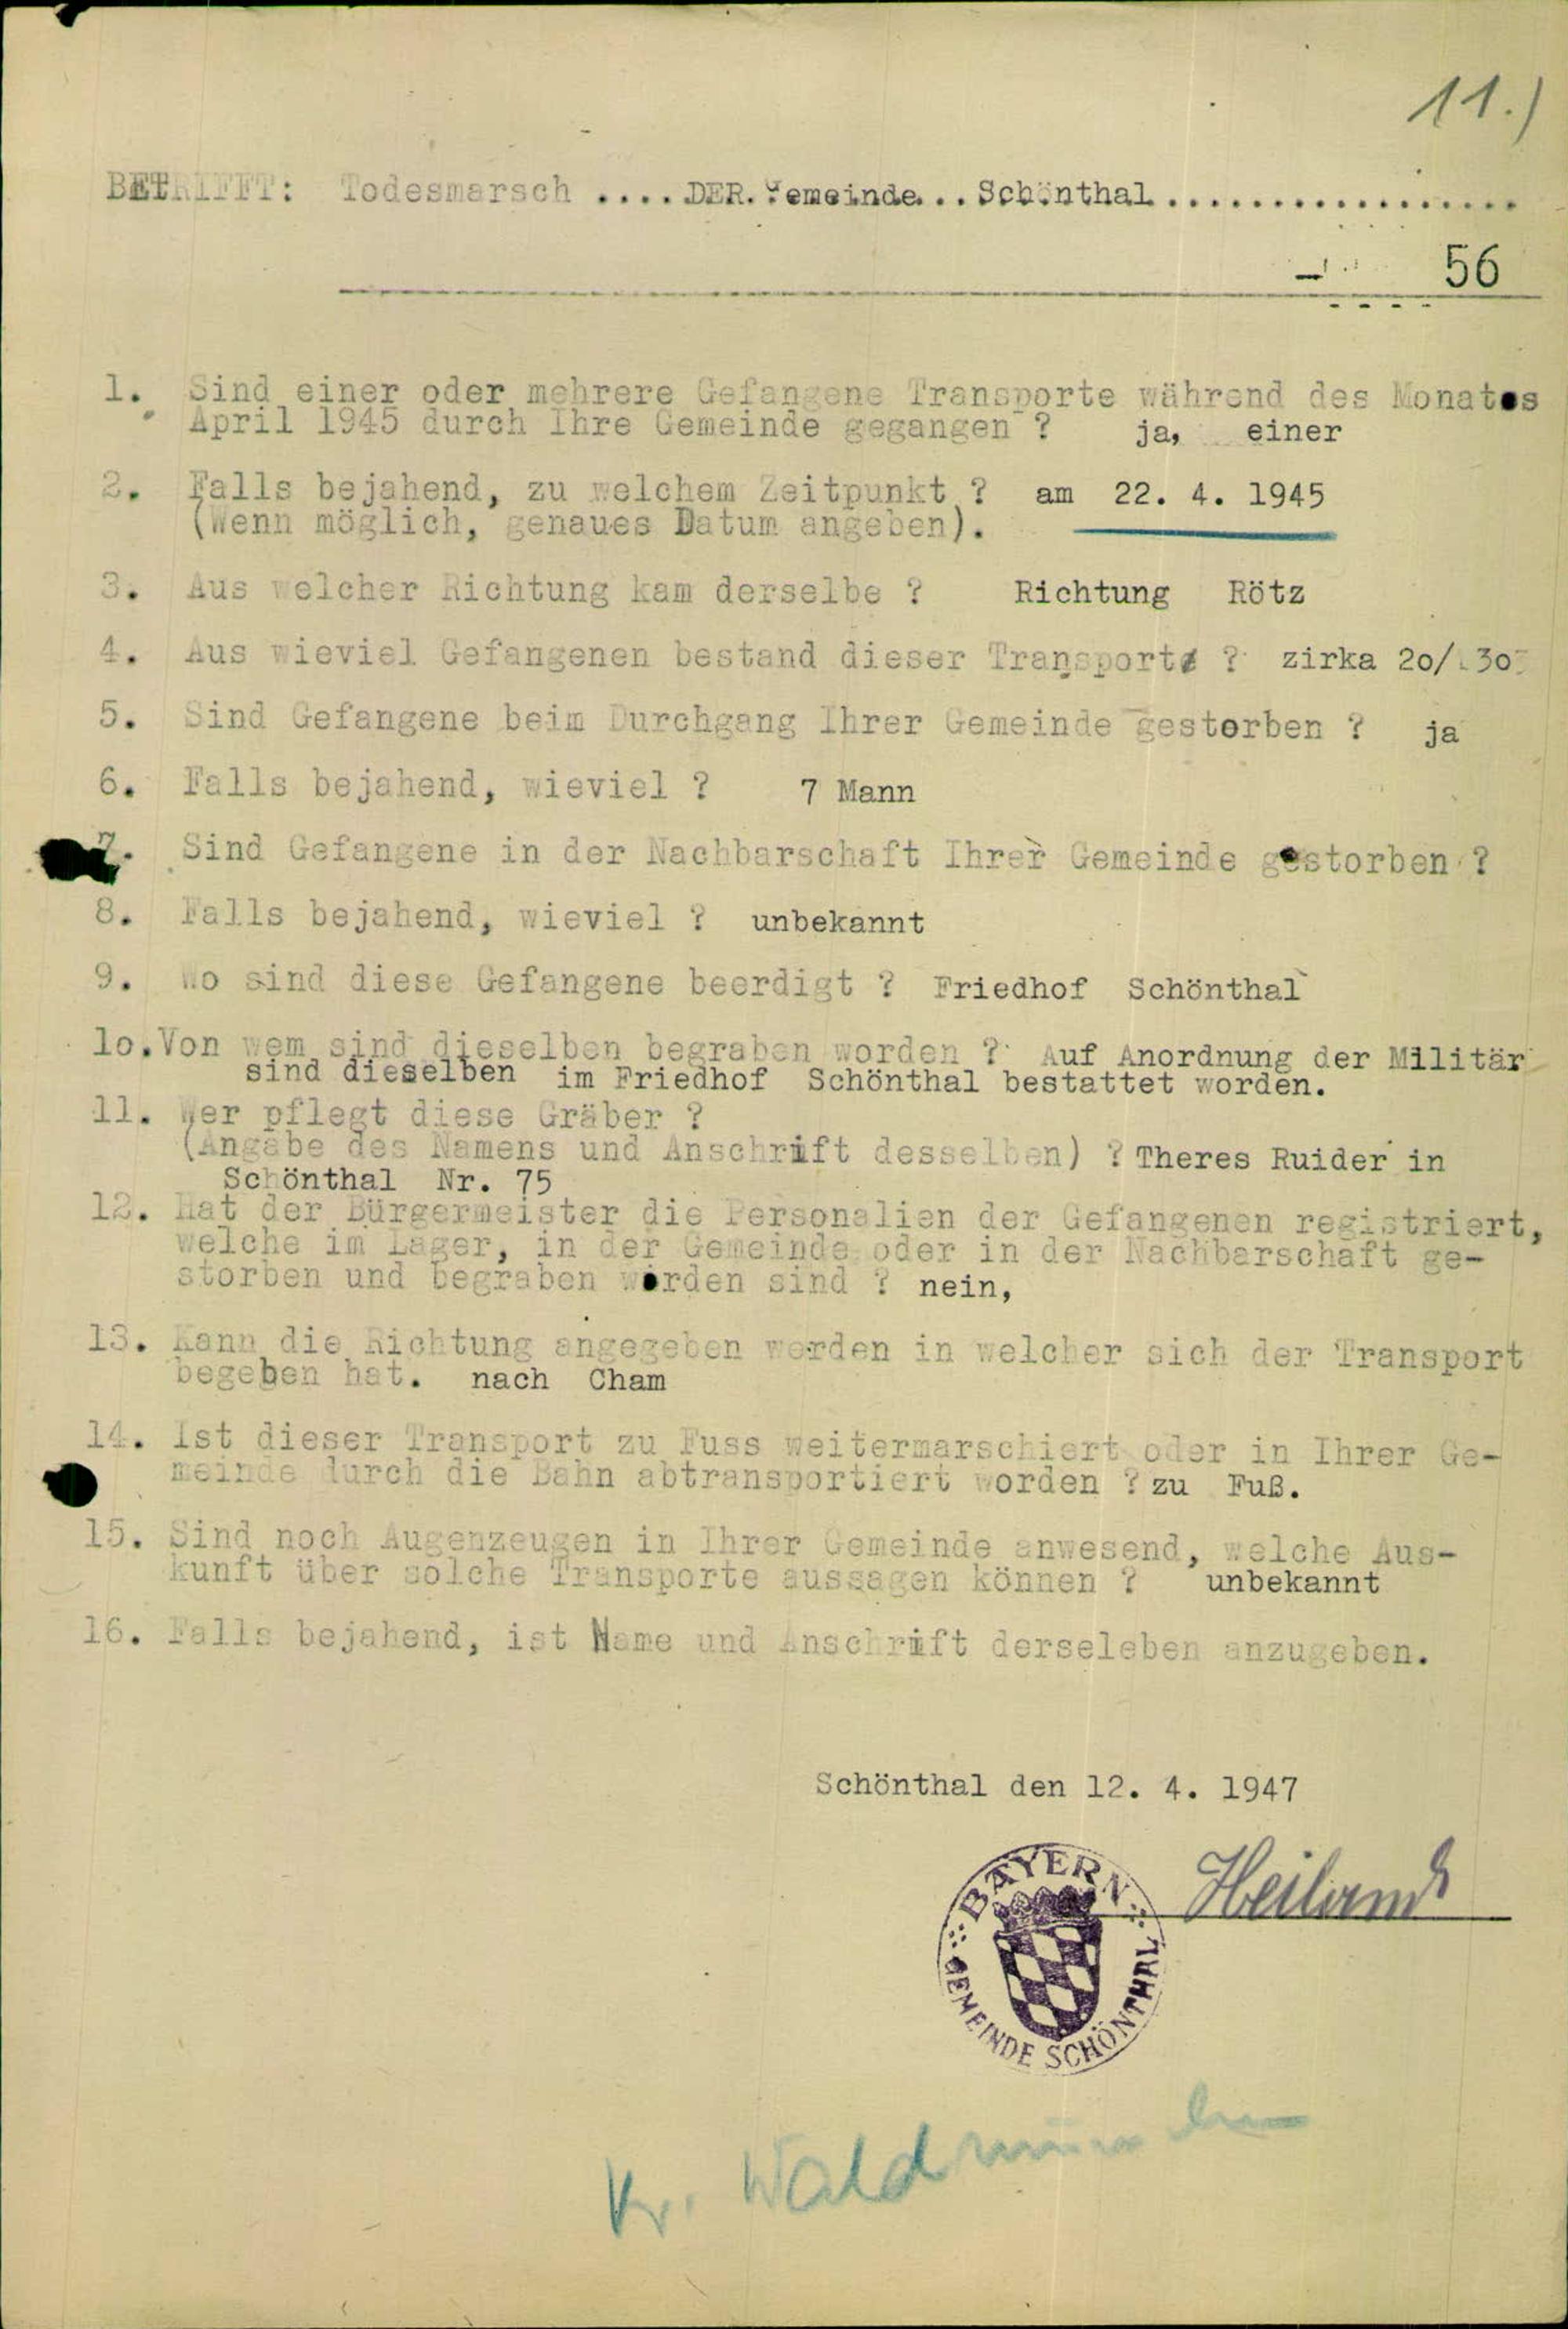 11.)
BETRIFFT: Todesmarsch ....DER.Gemeinde...Schönthal...................
56
1. Sind einer oder mehrere Gefangene Transporte während des Monates
April 1945 durch Ihre Gemeinde gegangen ? ja, einer
2. Falls bejahend, zu welchem Zeitpunkt ? am 22. 4. 1945
(Wenn möglich, genaues Datum angeben).
3. Aus welcher Richtung kam derselbe ? Richtung Rötz
4. Aus wieviel Gefangenen bestand dieser Transport ? zirka 2o/ 3o
5. Sind Gefangene beim Durchgang Ihrer Gemeinde gestorben ? ja
6. Falls bejahend, wieviel ? 7 Mann
7. Sind Gefangene in der Nachbarschaft Ihrer Gemeinde gestorben ?
8. Falls bejahend, wieviel ? unbekannt
9. Wo sind diese Gefangene beerdigt ? Friedhof Schönthal
1o.Von wem sind dieselben begraben worden ? Auf Anordnung der Militär
sind dieselben im Friedhof Schönthal bestattet worden.
11. Wer pflegt diese Gräber ?
(Angabe des Namens und Anschrift desselben) ? Theres Ruider in
Schönthal Nr. 75
12. Hat der Bürgermeister die Personalien der Gefangenen registriert,
welche im Lager, in der Gemeinde oder in der Nachbarschaft ge-
storben und begraben worden sind ? nein,
13. Kann die Richtung angegeben werden in welcher sich der Transport
begeben hat. nach Cham
14. Ist dieser Transport zu Fuss weitermarschiert oder in Ihrer Ge-
meinde durch die Bahn abtransportiert worden ? zu Fuß.
15. Sind noch Augenzeugen in Ihrer Gemeinde anwesend, welche Aus-
kunft über solche Transporte aussagen können ? unbekannt
16. Falls bejahend, ist Name und Anschrift derseleben anzugeben.
Schönthal den 12. 4. 1947
Heiland
BAYERN
GEMEINDE SCHÖNTHAL
Kr. Waldmünchen